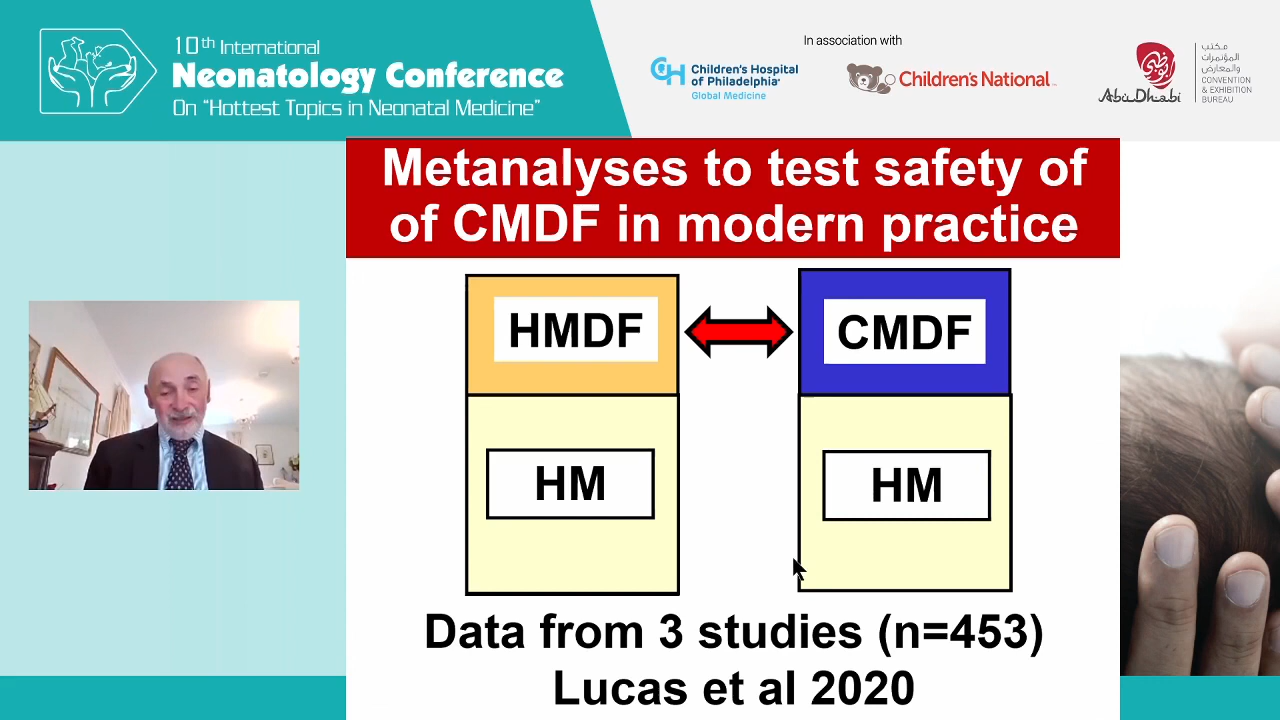 10th International
Neonatology Conference
On “Hottest Topics in Neonatal Medicine”
In association with
CH
Children's Hospital
of Philadelphia
Global Medicine
Children's National
أبوظبي
Abu Dhabi
مكتب
المؤتمرات
والمعارض
CONVENTION
& EXHIBITION
BUREAU
Metanalyses to test safety of
of CMDF in modern practice
HMDF
CMDF
HM
HM
Data from 3 studies (n=453)
Lucas et al 2020